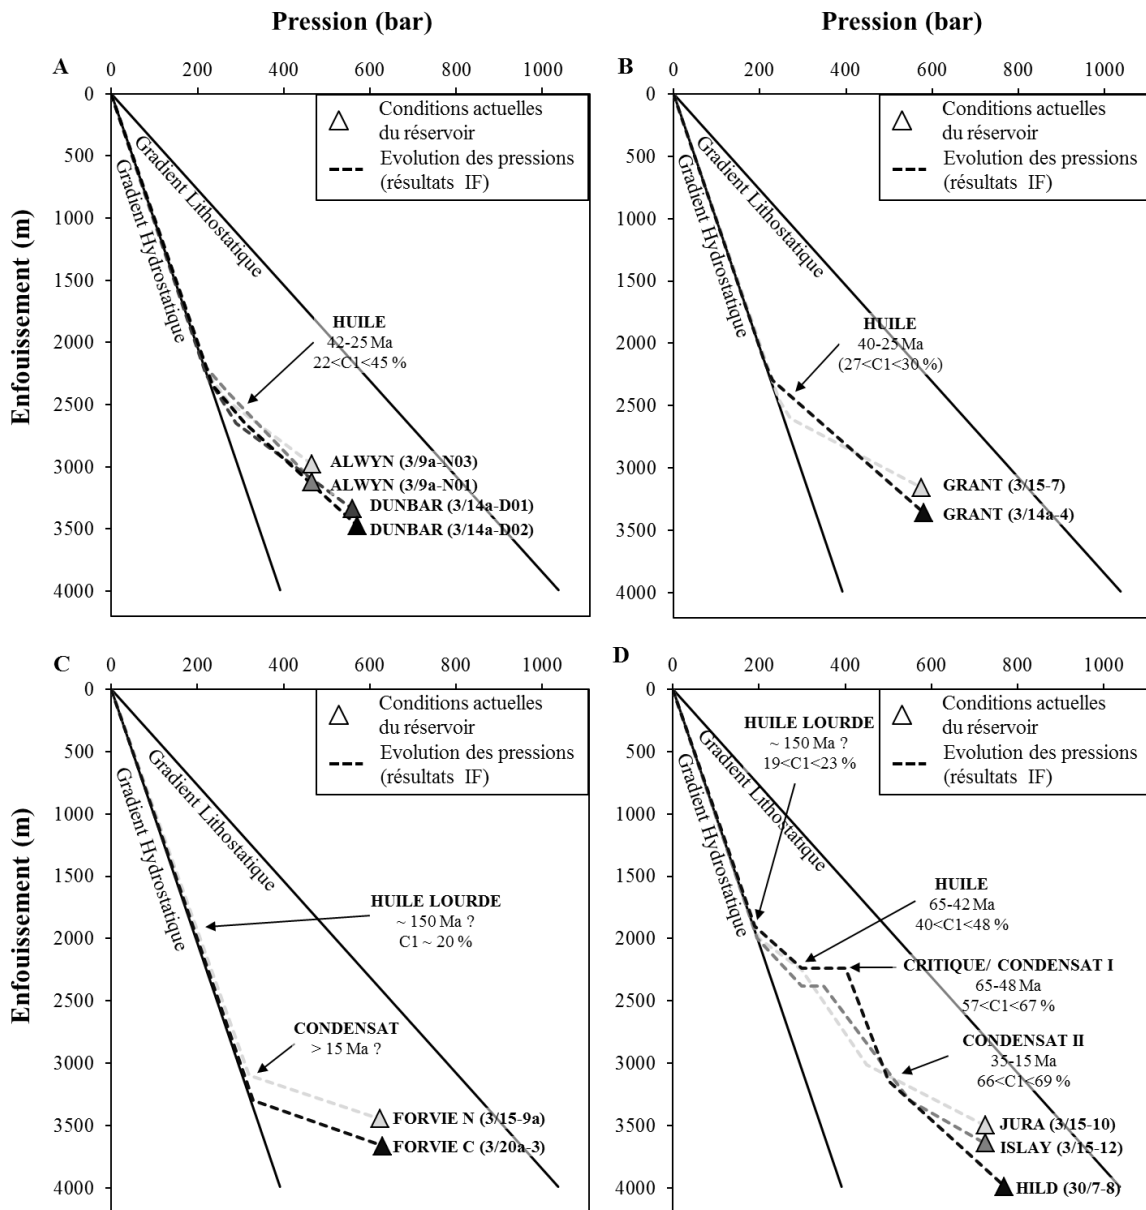 Pression (bar)
A
0 200 400 600 800 1000
Enfouissement (m)
0
500
1000
1500
2000
2500
3000
3500
4000
Conditions actuelles
du réservoir
Evolution des pressions
(résultats IF)
Gradient Lithostatique
Gradient Hydrostatique
HUILE
42-25 Ma
22<C1<45 %
ALWYN (3/9a-N03)
ALWYN (3/9a-N01)
DUNBAR (3/14a-D01)
DUNBAR (3/14a-D02)
Pression (bar)
B
0 200 400 600 800 1000
0
500
1000
1500
2000
2500
3000
3500
4000
Conditions actuelles
du réservoir
Evolution des pressions
(résultats IF)
Gradient Lithostatique
Gradient Hydrostatique
HUILE
40-25 Ma
(27<C1<30 %)
GRANT (3/15-7)
GRANT (3/14a-4)
C
0 200 400 600 800 1000
Enfouissement (m)
0
500
1000
1500
2000
2500
3000
3500
4000
Conditions actuelles
du réservoir
Evolution des pressions
(résultats IF)
Gradient Lithostatique
Gradient Hydrostatique
HUILE LOURDE
~ 150 Ma ?
C1 ~ 20 %
CONDENSAT
> 15 Ma ?
FORVIE N (3/15-9a)
FORVIE C (3/20a-3)
D
0 200 400 600 800 1000
0
500
1000
1500
2000
2500
3000
3500
4000
Conditions actuelles
du réservoir
Evolution des pressions
(résultats IF)
HUILE LOURDE
~ 150 Ma ?
19<C1<23 %
Gradient Lithostatique
Gradient Hydrostatique
HUILE
65-42 Ma
40<C1<48 %
CRITIQUE/ CONDENSAT I
65-48 Ma
57<C1<67 %
CONDENSAT II
35-15 Ma
66<C1<69 %
JURA (3/15-10)
ISLAY (3/15-12)
HILD (30/7-8)